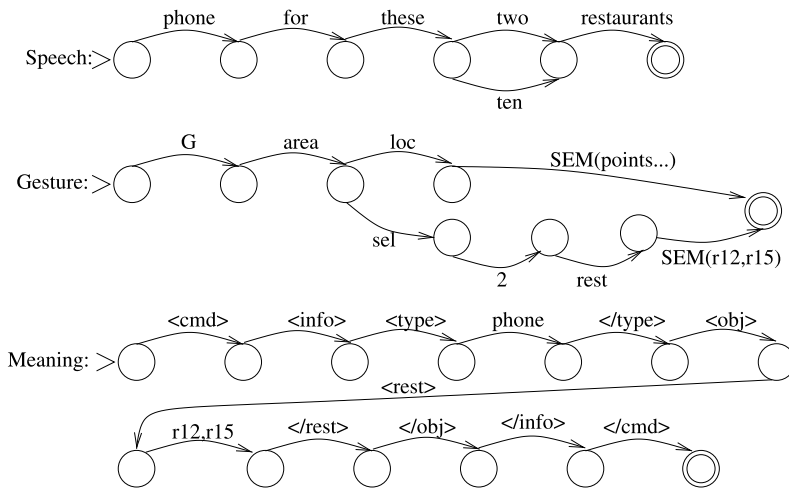 Speech: phone for these two restaurants
ten
Gesture: G area loc SEM(points...)
sel 2 rest SEM(r12,r15)
Meaning: <cmd> <info> <type> phone </type> <obj>
<rest>
r12,r15 </rest> </obj> </info> </cmd>